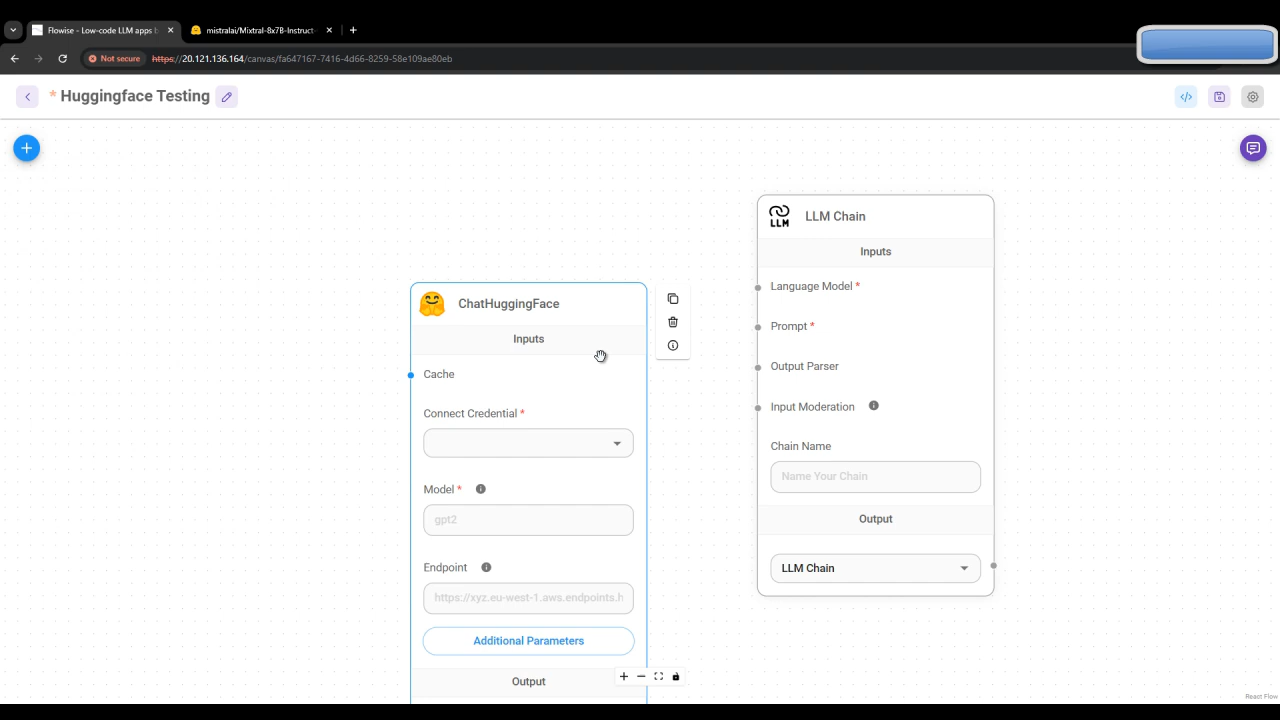 Flowise - Low-code LLM apps b
mistralai/Mixtral-8x7B-Instruct-
Not secure https://20.121.136.164/canvas/fa647167-7416-4d66-8259-58e109ae80eb
* Huggingface Testing
LLM
LLM Chain
Inputs
Language Model *
Prompt *
Output Parser
Input Moderation
Chain Name
Name Your Chain
Output
LLM Chain
ChatHuggingFace
Inputs
Cache
Connect Credential *
Model *
gpt2
Endpoint
https://xyz.eu-west-1.aws.endpoints.h
Additional Parameters
Output
React Flow